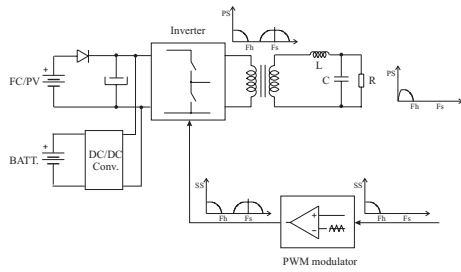 Inverter
PS
Fh
Fs
FC/PV
+
L
C
R
PS
Fh
Fs
BATT.
+
DC/DC
Conv.
SS
Fh
Fs
+
−
SS
Fh
Fs
PWM modulator